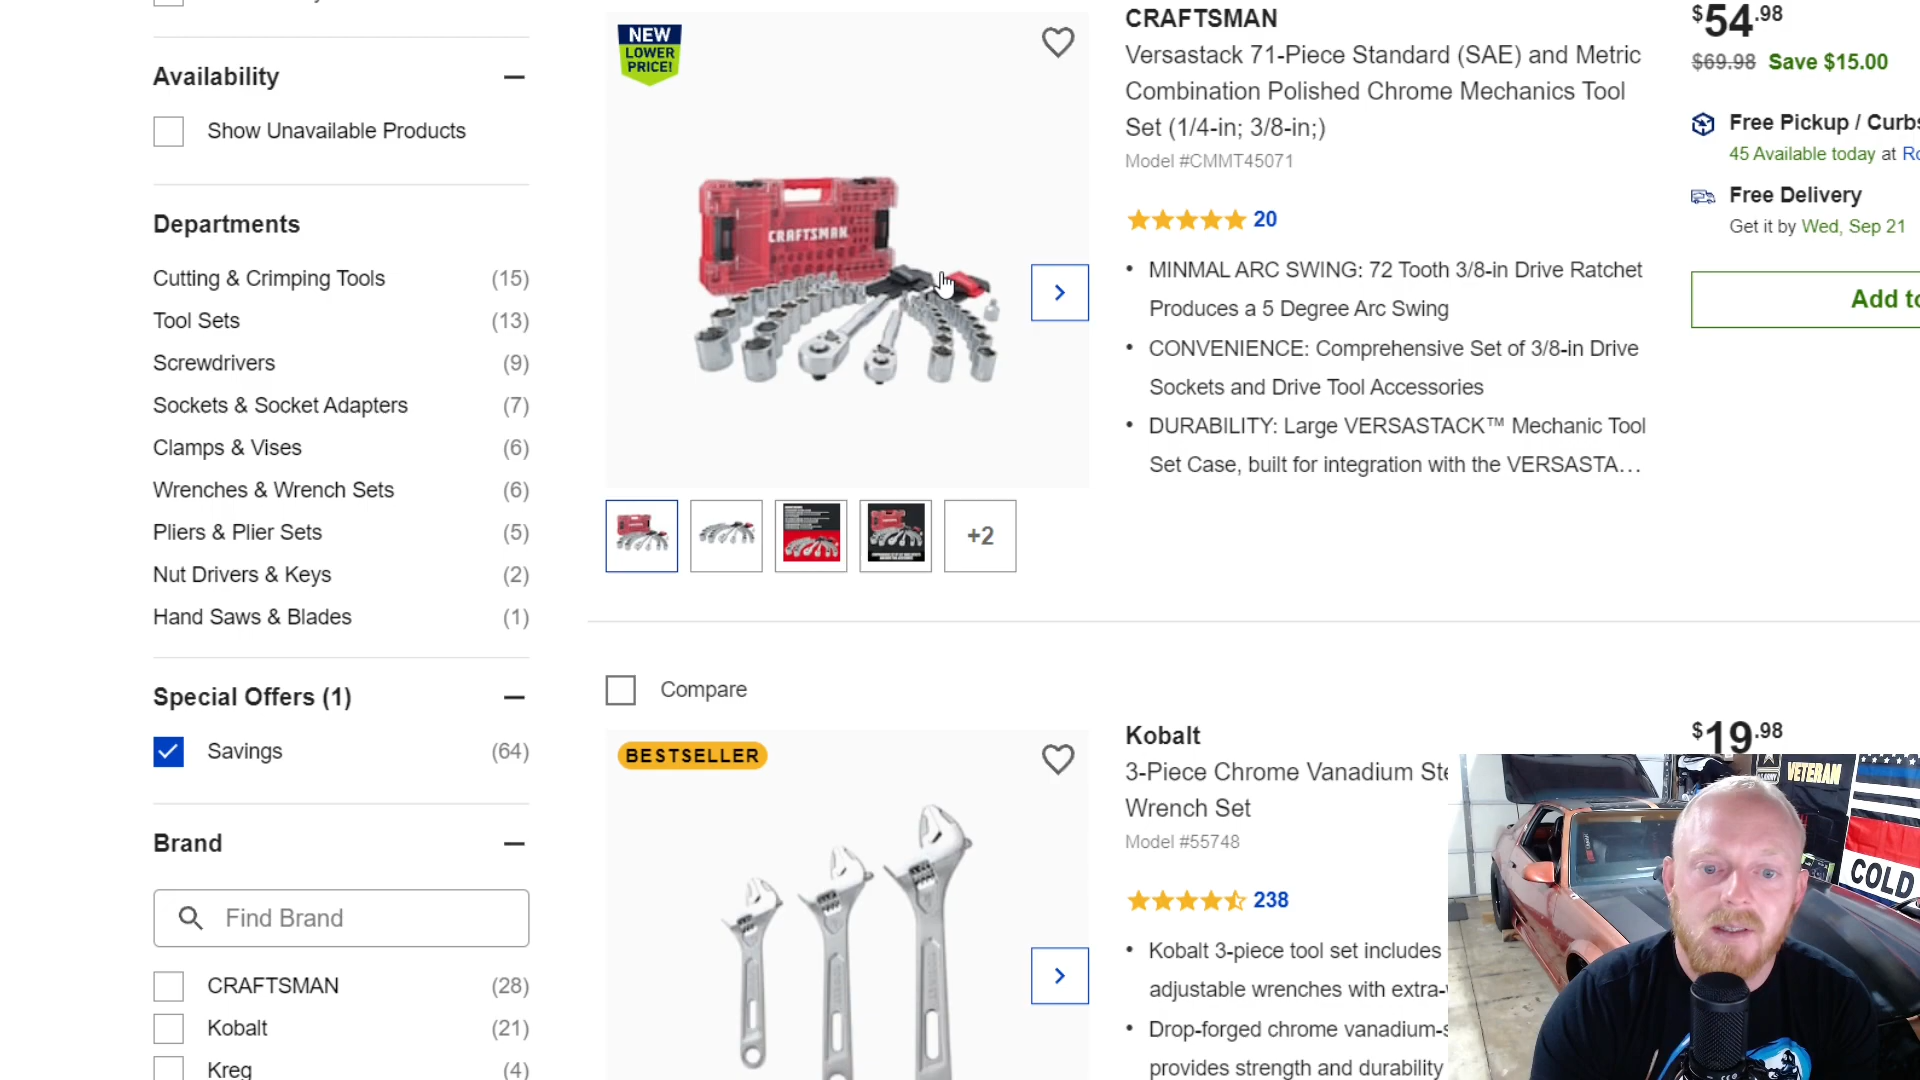 Availability
Show Unavailable Products
Departments
Cutting & Crimping Tools (15)
Tool Sets (13)
Screwdrivers (9)
Sockets & Socket Adapters (7)
Clamps & Vises (6)
Wrenches & Wrench Sets (6)
Pliers & Plier Sets (5)
Nut Drivers & Keys (2)
Hand Saws & Blades (1)
Special Offers (1)
Savings (64)
Brand
Find Brand
CRAFTSMAN (28)
Kobalt (21)
Kreg (4)
NEW
LOWER
PRICE!
CRAFTSMAN
+2
CRAFTSMAN
Versastack 71-Piece Standard (SAE) and Metric
Combination Polished Chrome Mechanics Tool
Set (1/4-in; 3/8-in;)
Model #CMMT45071
20
• MINMAL ARC SWING: 72 Tooth 3/8-in Drive Ratchet
Produces a 5 Degree Arc Swing
• CONVENIENCE: Comprehensive Set of 3/8-in Drive
Sockets and Drive Tool Accessories
• DURABILITY: Large VERSASTACK™ Mechanic Tool
Set Case, built for integration with the VERSASTA...
$54.98
$69.98 Save $15.00
Free Pickup / Curbs
45 Available today at Ro
Free Delivery
Get it by Wed, Sep 21
Add to
Compare
BESTSELLER
Kobalt
3-Piece Chrome Vanadium Ste
Wrench Set
Model #55748
238
• Kobalt 3-piece tool set includes
adjustable wrenches with extra-
• Drop-forged chrome vanadium-s
provides strength and durability
$19.98
VETERAN
COLD